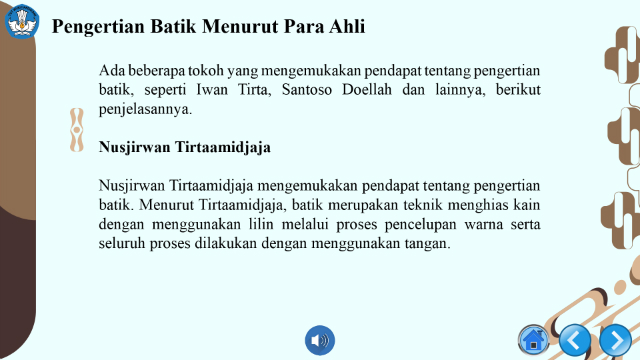 Pengertian Batik Menurut Para Ahli
Ada beberapa tokoh yang mengemukakan pendapat tentang pengertian
batik, seperti Iwan Tirta, Santoso Doellah dan lainnya, berikut
penjelasannya.
Nusjirwan Tirtaamidjaja
Nusjirwan Tirtaamidjaja mengemukakan pendapat tentang pengertian
batik. Menurut Tirtaamidjaja, batik merupakan teknik menghias kain
dengan menggunakan lilin melalui proses pencelupan warna serta
seluruh proses dilakukan dengan menggunakan tangan.